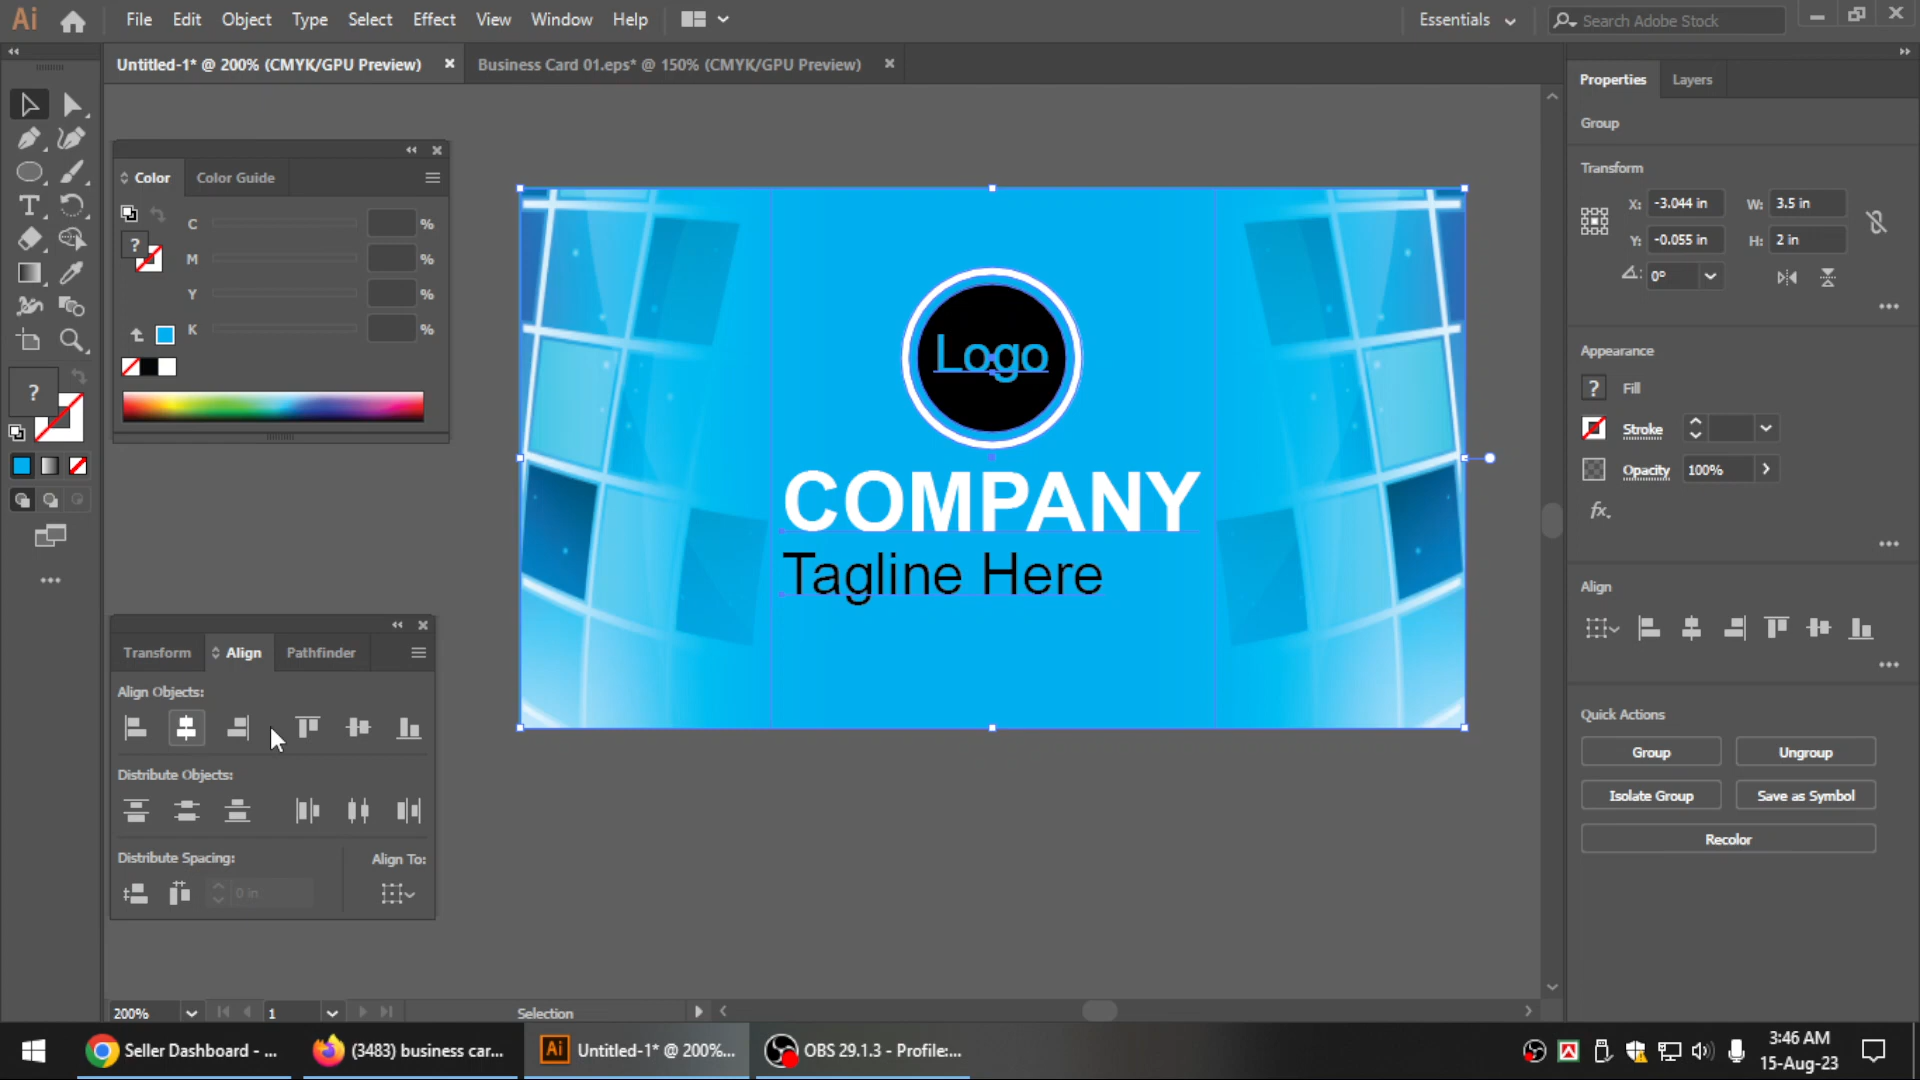 Ai File Edit Object Type Select Effect View Window Help Essentials Search Adobe Stock
Untitled-1* @ 200% (CMYK/GPU Preview) × Business Card 01.eps* @ 150% (CMYK/GPU Preview) ×
Properties Layers
Group
Transform
X: -3.044 in W: 3.5 in
Y: -0.055 in H: 2 in
0°
Appearance
? Fill
Stroke
Opacity 100%
fx.
Align
Quick Actions
Group Ungroup
Isolate Group Save as Symbol
Recolor
Color Color Guide
C %
M %
Y %
K %
?
?
T
Transform Align Pathfinder
Align Objects:
Distribute Objects:
Distribute Spacing: Align To:
0 in
Logo
COMPANY
Tagline Here
200% 1 Selection
Seller Dashboard - ... (3483) business car... Ai Untitled-1* @ 200%... OBS 29.1.3 - Profile:...
3:46 AM
15-Aug-23